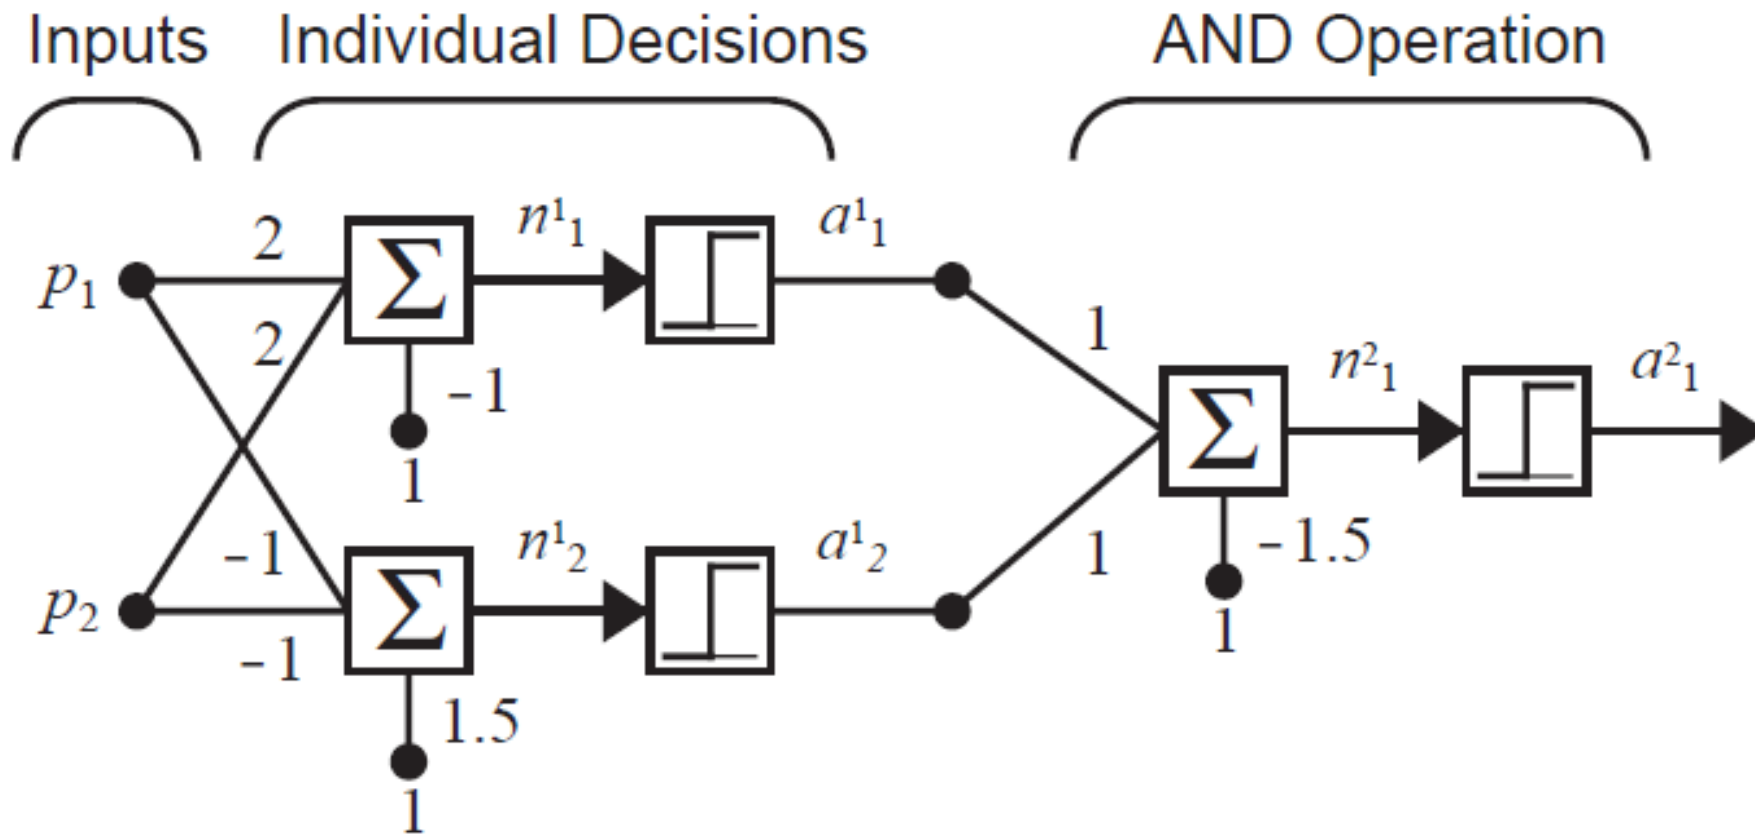 Inputs Individual Decisions AND Operation
2 n¹₁ a¹₁
p₁ Σ
2 1 n²₁ a²₁
-1 Σ
1
-1 n¹₂ a¹₂ 1 -1.5
p₂ Σ 1
-1
1.5
1